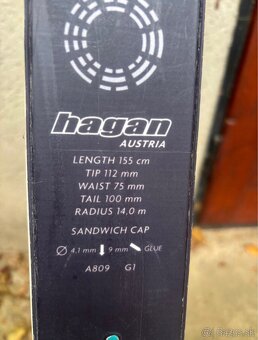 hagan
AUSTRIA
LENGTH 155 cm
TIP 112 mm
WAIST 75 mm
TAIL 100 mm
RADIUS 14.0 m
SANDWICH CAP
Ø 4,1 mm 9 mm GLUE
A809 G1